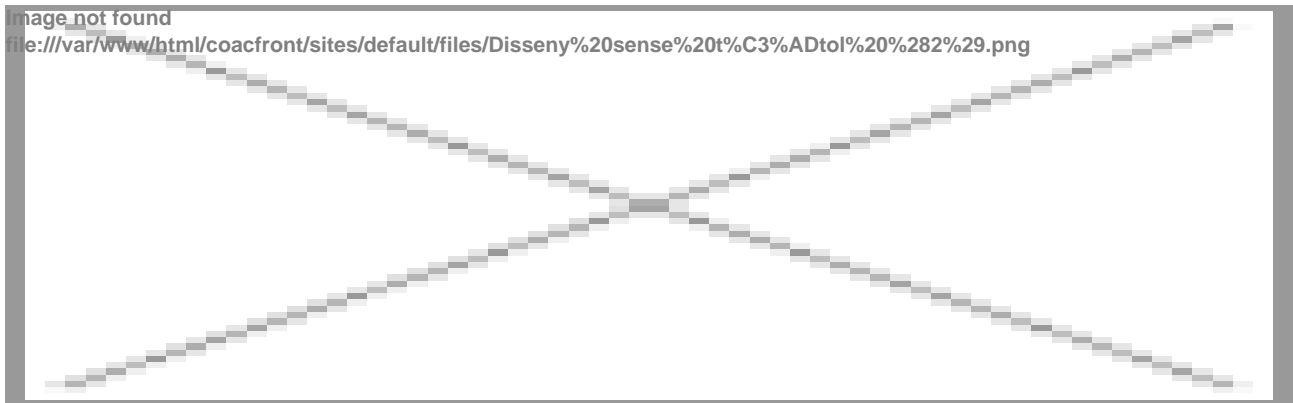 Image not found
file:///var/www/html/coacfront/sites/default/files/Disseny%20sense%20t%C3%ADtol%20%282%29.png